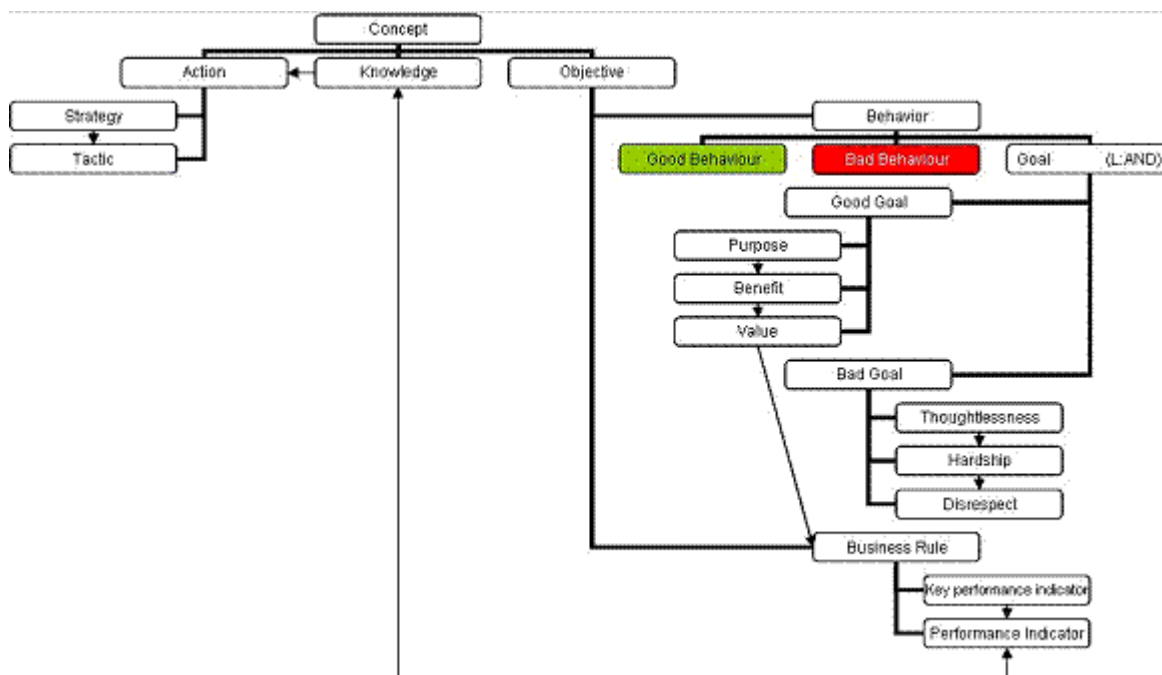 Concept
Action
Knowledge
Objective
Strategy
Behavior
Tactic
Good Behaviour
Bad Behaviour
Goal (L:AND)
Good Goal
Purpose
Benefit
Value
Bad Goal
Thoughtlessness
Hardship
Disrespect
Business Rule
Key performance indicator
Performance Indicator